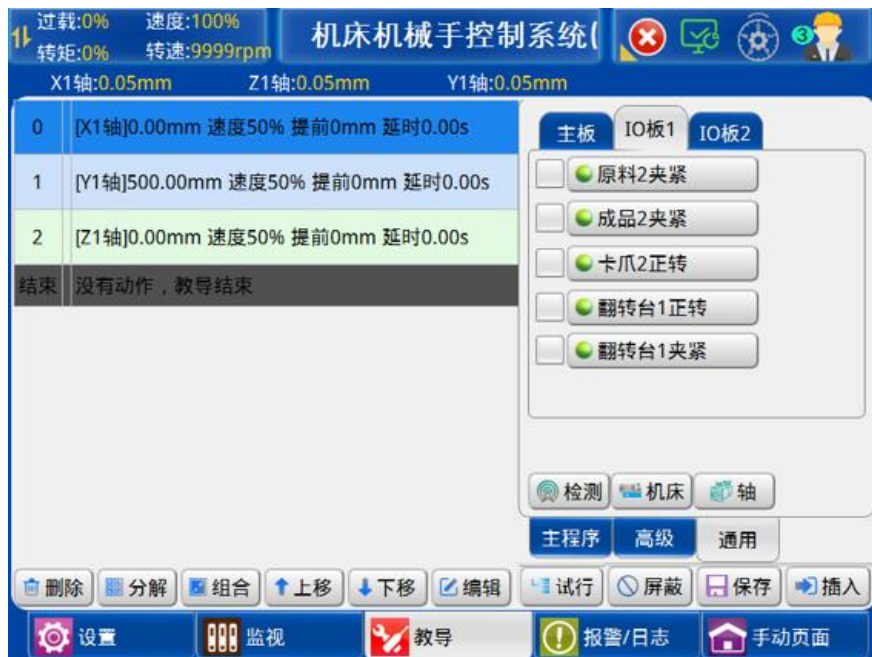 过载:0% 速度:100%
转矩:0% 转速:9999rpm
机床机械手控制系统(
3
X1轴:0.05mm Z1轴:0.05mm Y1轴:0.05mm
0 [X1轴]0.00mm 速度50% 提前0mm 延时0.00s
1 [Y1轴]500.00mm 速度50% 提前0mm 延时0.00s
2 [Z1轴]0.00mm 速度50% 提前0mm 延时0.00s
结束 没有动作，教导结束
主板 IO板1 IO板2
原料2夹紧
成品2夹紧
卡爪2正转
翻转台1正转
翻转台1夹紧
检测 机床 轴
主程序 高级 通用
删除 分解 组合 上移 下移 编辑 试行 屏蔽 保存 插入
设置 监视 教导 报警/日志 手动页面